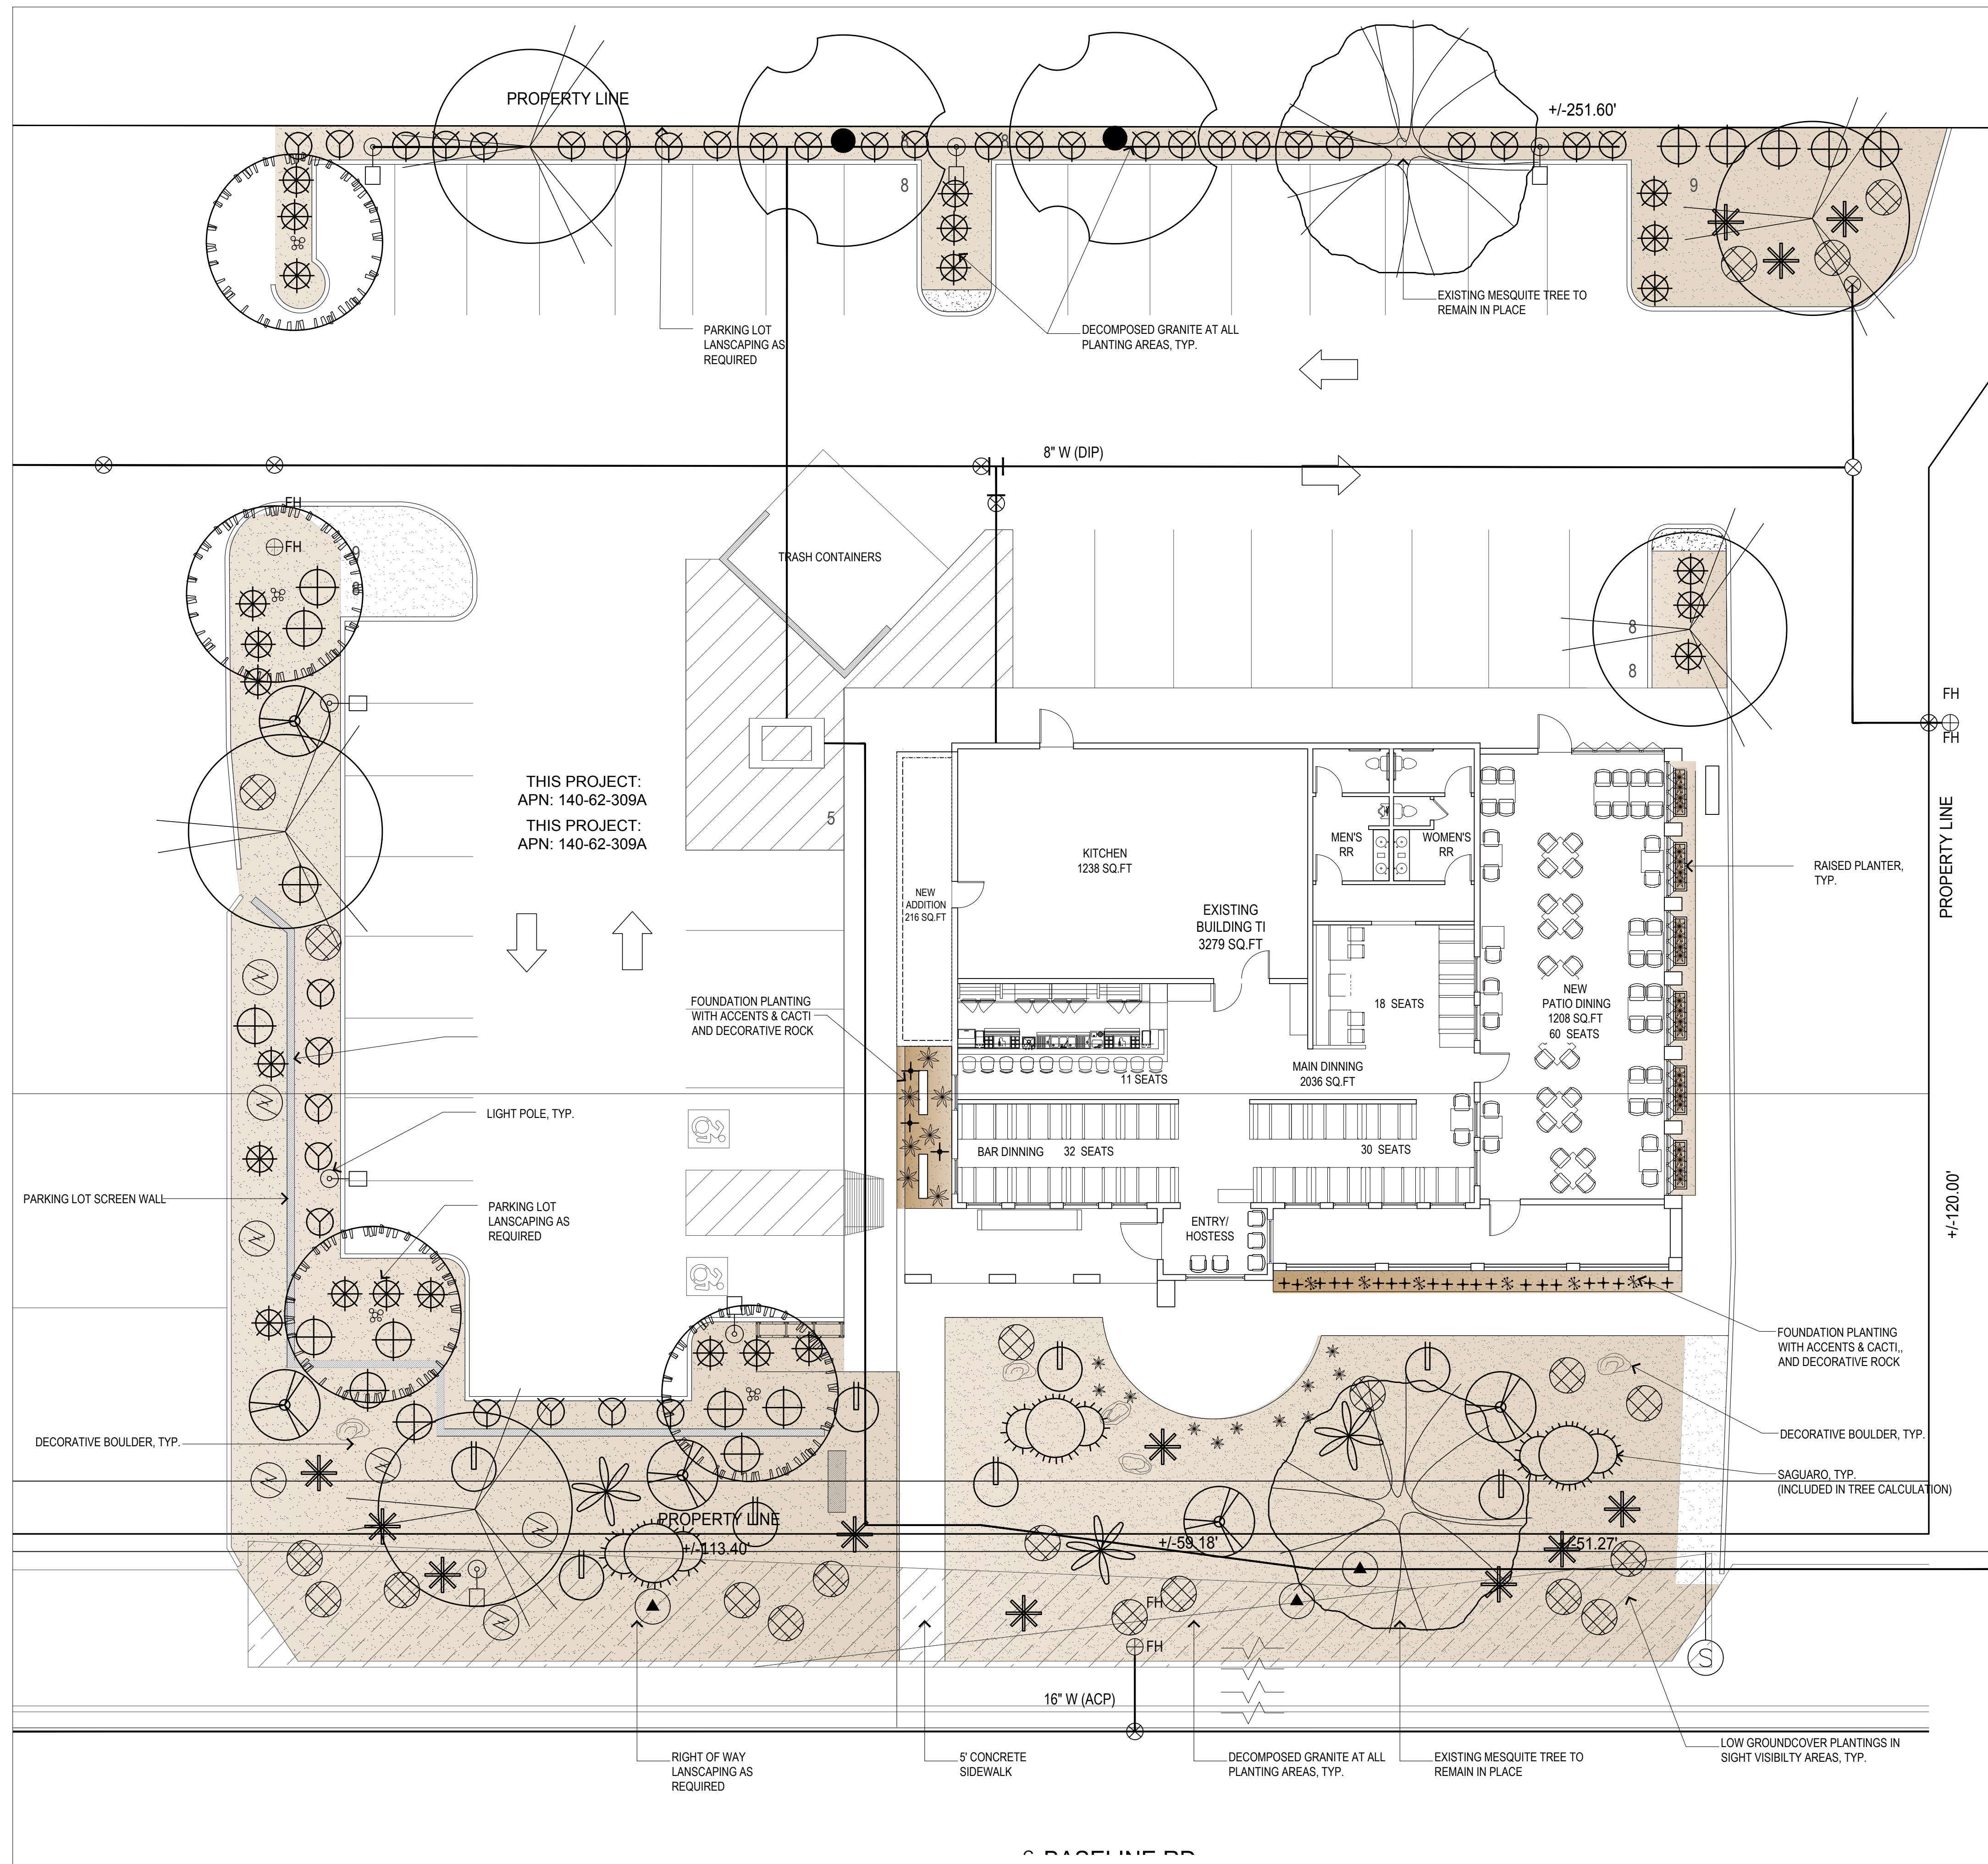 PROPERTY LINE
+/-251.60'
8
8
8
9
EXISTING MESQUITE TREE TO
REMAIN IN PLACE
PARKING LOT
LANSCAPING AS
REQUIRED
DECOMPOSED GRANITE AT ALL
PLANTING AREAS, TYP.
8" W (DIP)
FH
FH
9
8
TRASH CONTAINERS
8
8
FH
FH
THIS PROJECT:
APN: 140-62-309A
THIS PROJECT:
APN: 140-62-309A
5
KITCHEN
1238 SQ.FT
MEN'S
RR
WOMEN'S
RR
NEW
ADDITION
216 SQ.FT
EXISTING
BUILDING TI
3279 SQ.FT
RAISED PLANTER,
TYP.
PROPERTY LINE
FOUNDATION PLANTING
WITH ACCENTS & CACTI
AND DECORATIVE ROCK
18 SEATS
NEW
PATIO DINING
1208 SQ.FT
60 SEATS
MAIN DINNING
2036 SQ.FT
11 SEATS
LIGHT POLE, TYP.
BAR DINNING
32 SEATS
30 SEATS
PARKING LOT SCREEN WALL
PARKING LOT
LANSCAPING AS
REQUIRED
ENTRY/
HOSTESS
+/-120.00'
FOUNDATION PLANTING
WITH ACCENTS & CACTI,,
AND DECORATIVE ROCK
DECORATIVE BOULDER, TYP.
DECORATIVE BOULDER, TYP.
SAGUARO, TYP.
(INCLUDED IN TREE CALCULATION)
PROPERTY LINE
+/-113.40'
+/-59.18'
+/-51.27'
FH
FH
S
16" W (ACP)
RIGHT OF WAY
LANSCAPING AS
REQUIRED
5' CONCRETE
SIDEWALK
DECOMPOSED GRANITE AT ALL
PLANTING AREAS, TYP.
EXISTING MESQUITE TREE TO
REMAIN IN PLACE
LOW GROUNDCOVER PLANTINGS IN
SIGHT VISIBILTY AREAS, TYP.
BASELINE RD